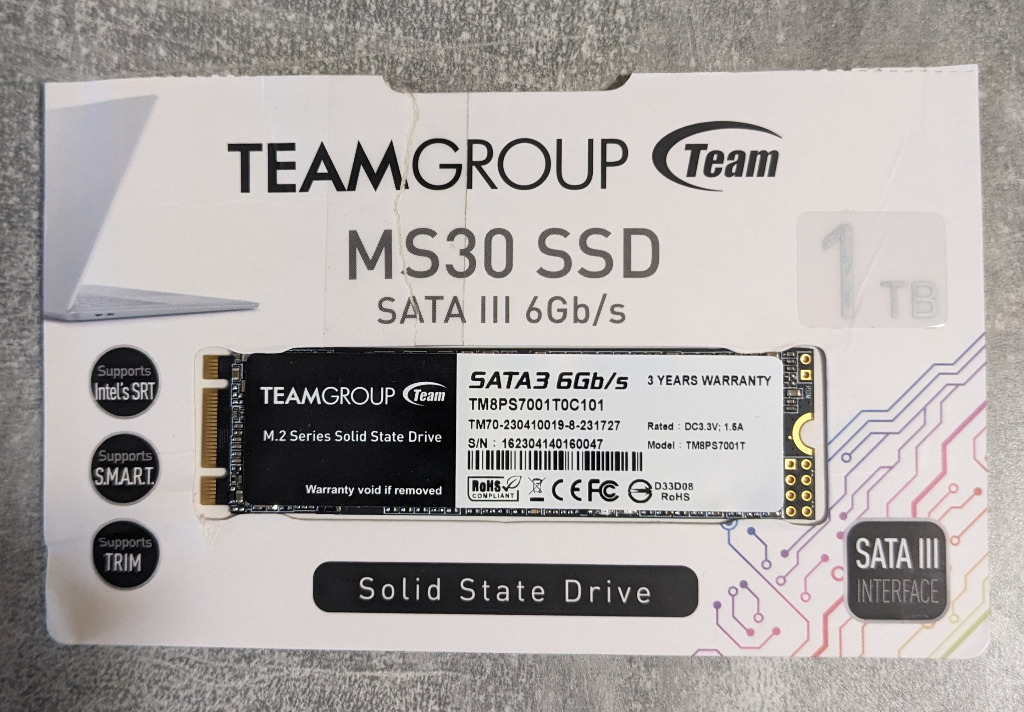 TEAMGROUP Team
MS30 SSD
SATA III 6Gb/s
1 TB
Supports
Intel's SRT
Supports
S.M.A.R.T.
Supports
TRIM
TEAMGROUP Team
M.2 Series Solid State Drive
Warranty void if removed
SATA3 6Gb/s
3 YEARS WARRANTY
TM8PS7001T0C101
TM70-230410019-8-231727
S/N : 162304140160047
Rated : DC3.3V; 1.5A
Model : TM8PS7001T
RoHS
COMPLIANT
CE FC
D33D08
RoHS
Solid State Drive
SATA III
INTERFACE